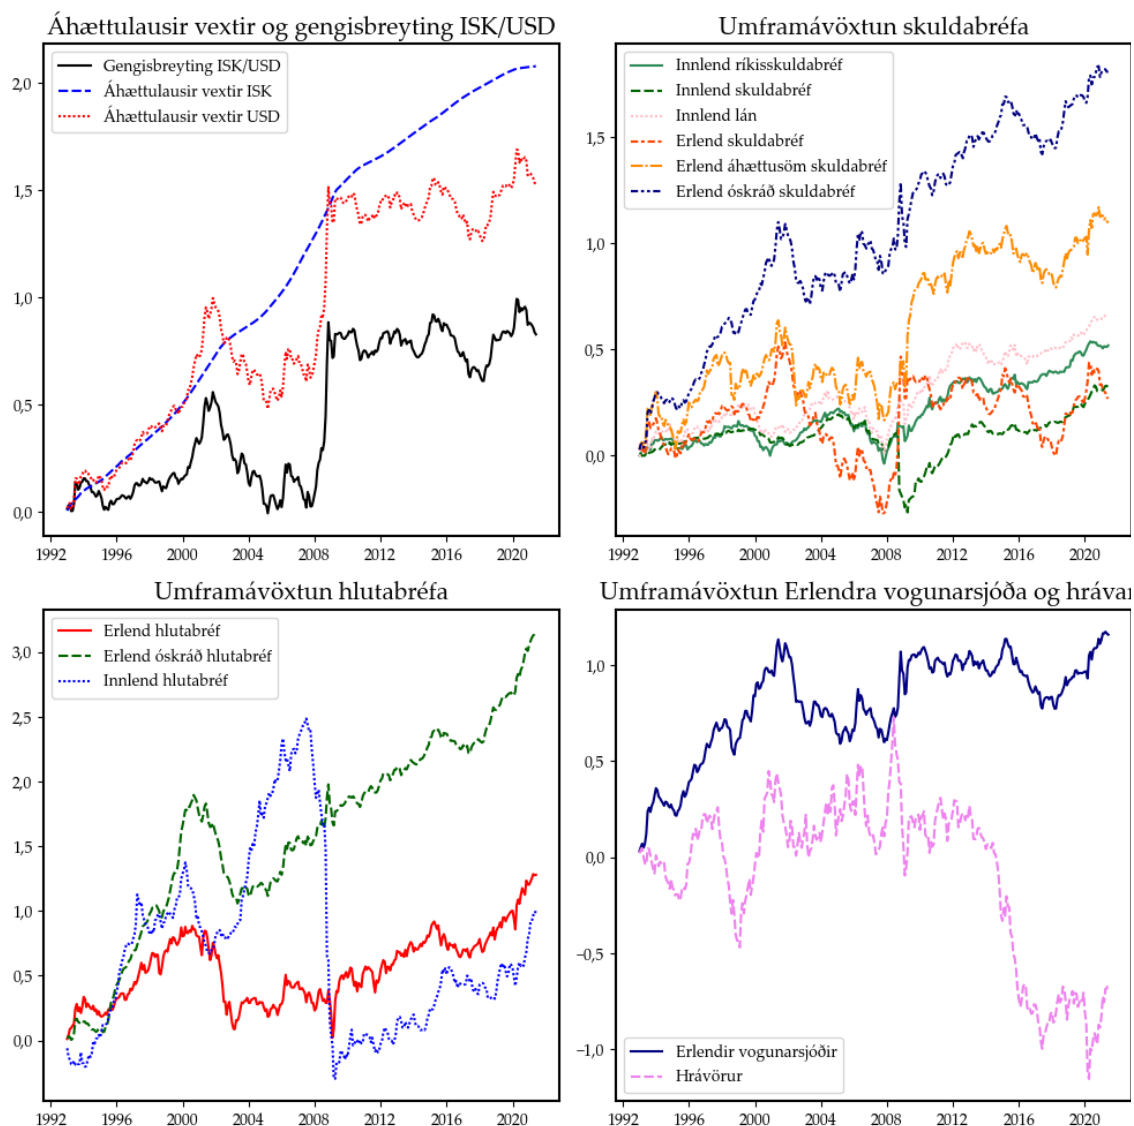 Áhættulausir vextir og gengisbreyting ISK/USD
Gengisbreyting ISK/USD
Áhættulausir vextir ISK
Áhættulausir vextir USD
2,0
1,5
1,0
0,5
0,0
1992 1996 2000 2004 2008 2012 2016 2020
Umframávöxtun skuldabréfa
Innlend ríkisskuldabréf
Innlend skuldabréf
Innlend lán
Erlend skuldabréf
Erlend áhættusöm skuldabréf
Erlend óskráð skuldabréf
1,5
1,0
0,5
0,0
1992 1996 2000 2004 2008 2012 2016 2020
Umframávöxtun hlutabréfa
Erlend hlutabréf
Erlend óskráð hlutabréf
Innlend hlutabréf
3,0
2,5
2,0
1,5
1,0
0,5
0,0
1992 1996 2000 2004 2008 2012 2016 2020
Umframávöxtun Erlendra vogunarsjóða og hrávar
1,0
0,5
0,0
−0,5
−1,0
Erlendir vogunarsjóðir
Hrávörur
1992 1996 2000 2004 2008 2012 2016 2020